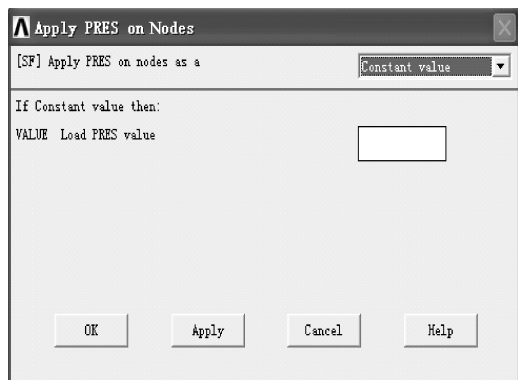 Apply PRES on Nodes
[SF] Apply PRES on nodes as a Constant value
If Constant value then:
VALUE Load PRES value
OK Apply Cancel Help